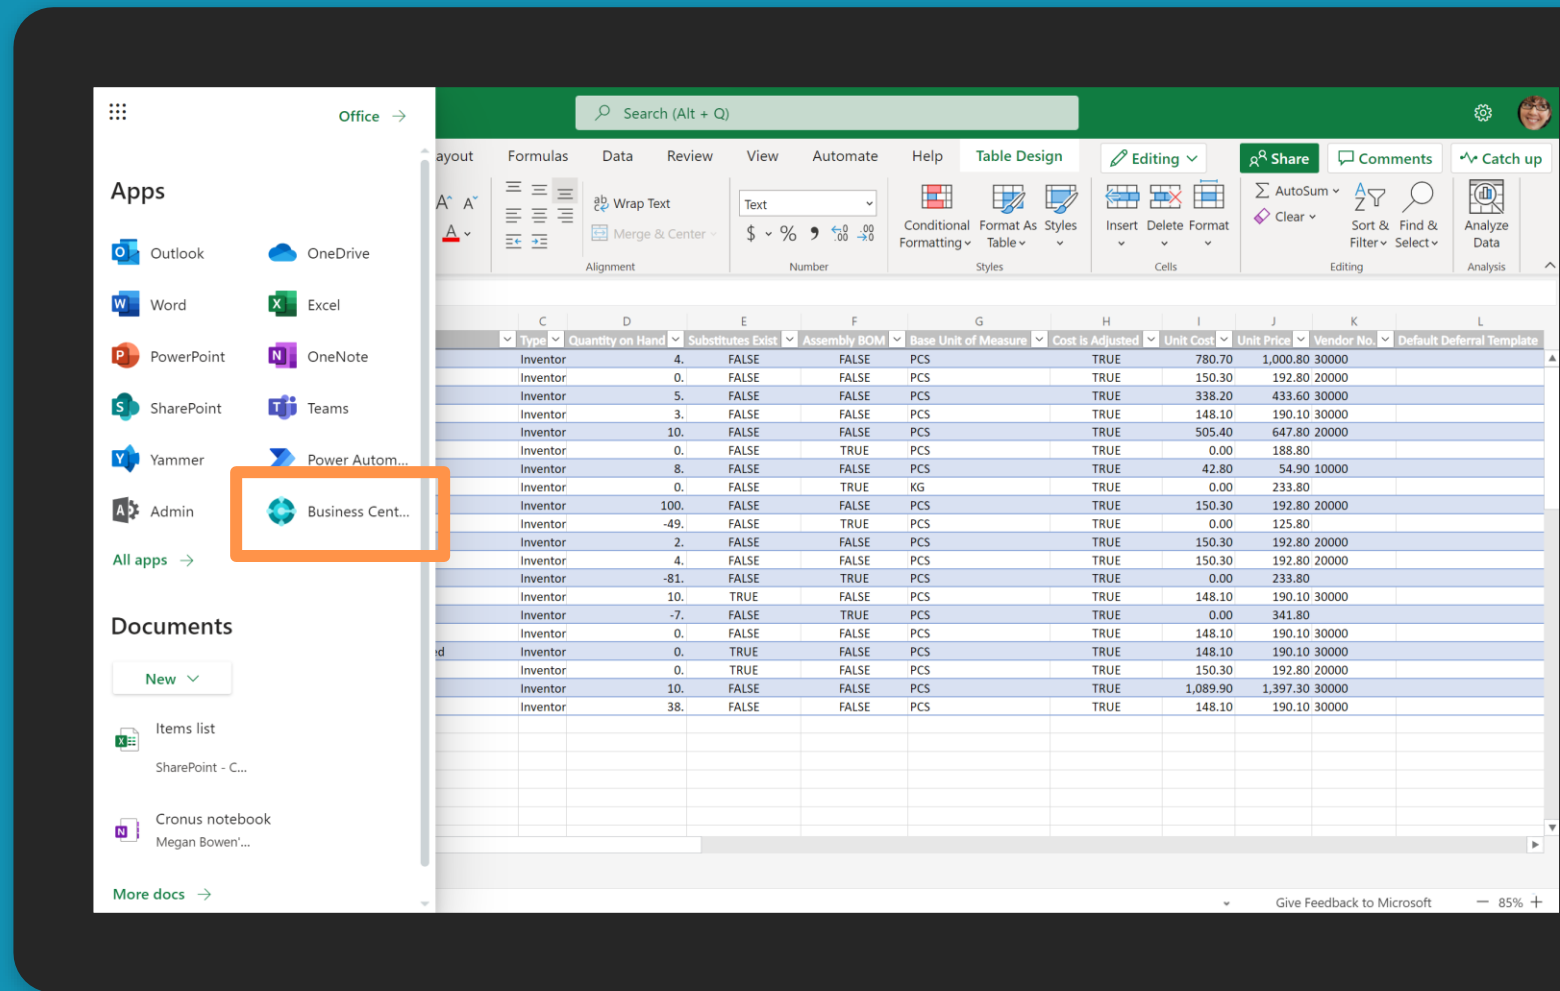 Office
Apps
Outlook OneDrive
Word Excel
PowerPoint OneNote
SharePoint Teams
Yammer Power Autom...
Admin Business Cent...
All apps
Documents
New
Items list
SharePoint - C...
Cronus notebook
Megan Bowen'...
More docs
Search (Alt + Q)
ayout Formulas Data Review View Automate Help Table Design Editing Share Comments Catch up
Wrap Text
Merge & Center
Alignment
Text
$ % 9 .00 .00
Number
Conditional Formatting
Format As Table
Styles
Styles
Insert Delete Format
Cells
AutoSum
Clear
Sort & Filter
Find & Select
Editing
Analyze Data
Analysis
C D E F G H I J K L
Type Quantity on Hand Substitutes Exist Assembly BOM Base Unit of Measure Cost is Adjusted Unit Cost Unit Price Vendor No. Default Deferral Template
Inventor 4. FALSE FALSE PCS TRUE 780.70 1,000.80 30000
Inventor 0. FALSE FALSE PCS TRUE 150.30 192.80 20000
Inventor 5. FALSE FALSE PCS TRUE 338.20 433.60 30000
Inventor 3. FALSE FALSE PCS TRUE 148.10 190.10 30000
Inventor 10. FALSE FALSE PCS TRUE 505.40 647.80 20000
Inventor 0. FALSE TRUE PCS TRUE 0.00 188.80
Inventor 8. FALSE FALSE PCS TRUE 42.80 54.90 10000
Inventor 0. FALSE TRUE KG TRUE 0.00 233.80
Inventor 100. FALSE FALSE PCS TRUE 150.30 192.80 20000
Inventor -49. FALSE TRUE PCS TRUE 0.00 125.80
Inventor 2. FALSE FALSE PCS TRUE 150.30 192.80 20000
Inventor 4. FALSE FALSE PCS TRUE 150.30 192.80 20000
Inventor -81. FALSE TRUE PCS TRUE 0.00 233.80
Inventor 10. TRUE FALSE PCS TRUE 148.10 190.10 30000
Inventor -7. FALSE TRUE PCS TRUE 0.00 341.80
Inventor 0. FALSE FALSE PCS TRUE 148.10 190.10 30000
ed Inventor 0. TRUE FALSE PCS TRUE 148.10 190.10 30000
Inventor 0. TRUE FALSE PCS TRUE 150.30 192.80 20000
Inventor 10. FALSE FALSE PCS TRUE 1,089.90 1,397.30 30000
Inventor 38. FALSE FALSE PCS TRUE 148.10 190.10 30000
Give Feedback to Microsoft 85%